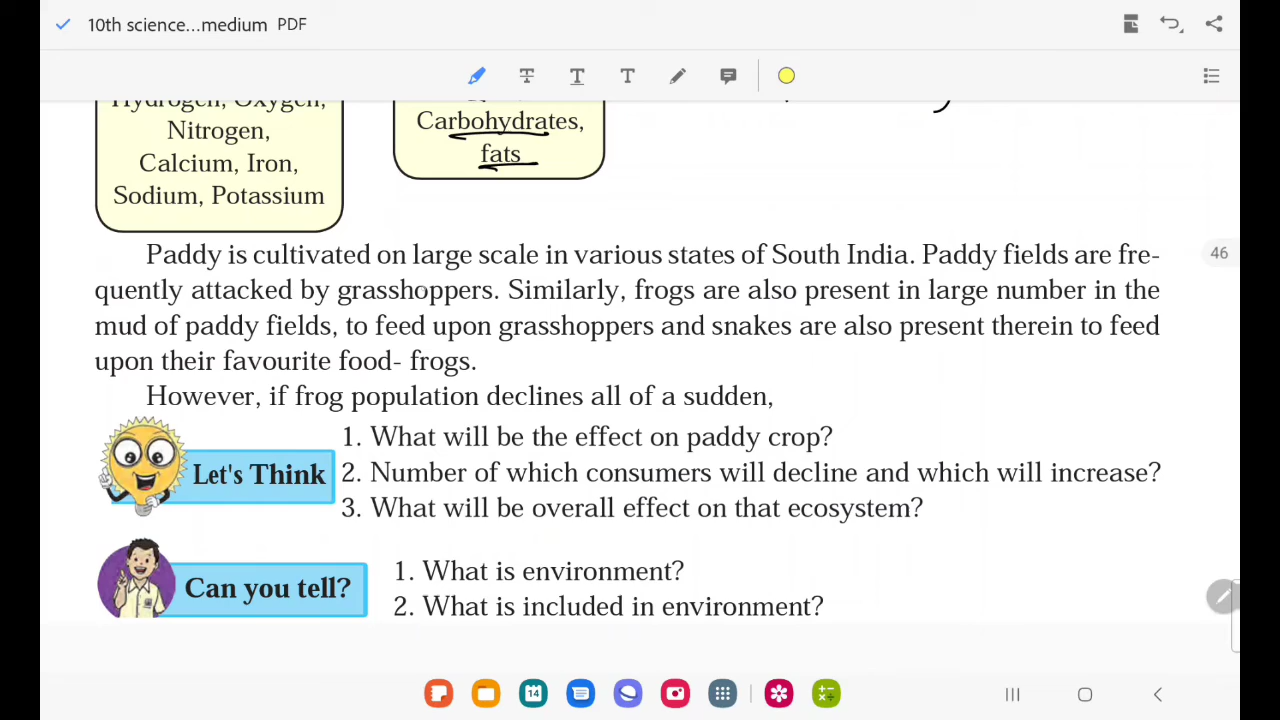 10th science...medium PDF
Hydrogen, Oxygen,
Nitrogen,
Calcium, Iron,
Sodium, Potassium
Carbohydrates,
fats
46
Paddy is cultivated on large scale in various states of South India. Paddy fields are fre-
quently attacked by grasshoppers. Similarly, frogs are also present in large number in the
mud of paddy fields, to feed upon grasshoppers and snakes are also present therein to feed
upon their favourite food- frogs.
However, if frog population declines all of a sudden,
Let's Think
1. What will be the effect on paddy crop?
2. Number of which consumers will decline and which will increase?
3. What will be overall effect on that ecosystem?
Can you tell?
1. What is environment?
2. What is included in environment?
14